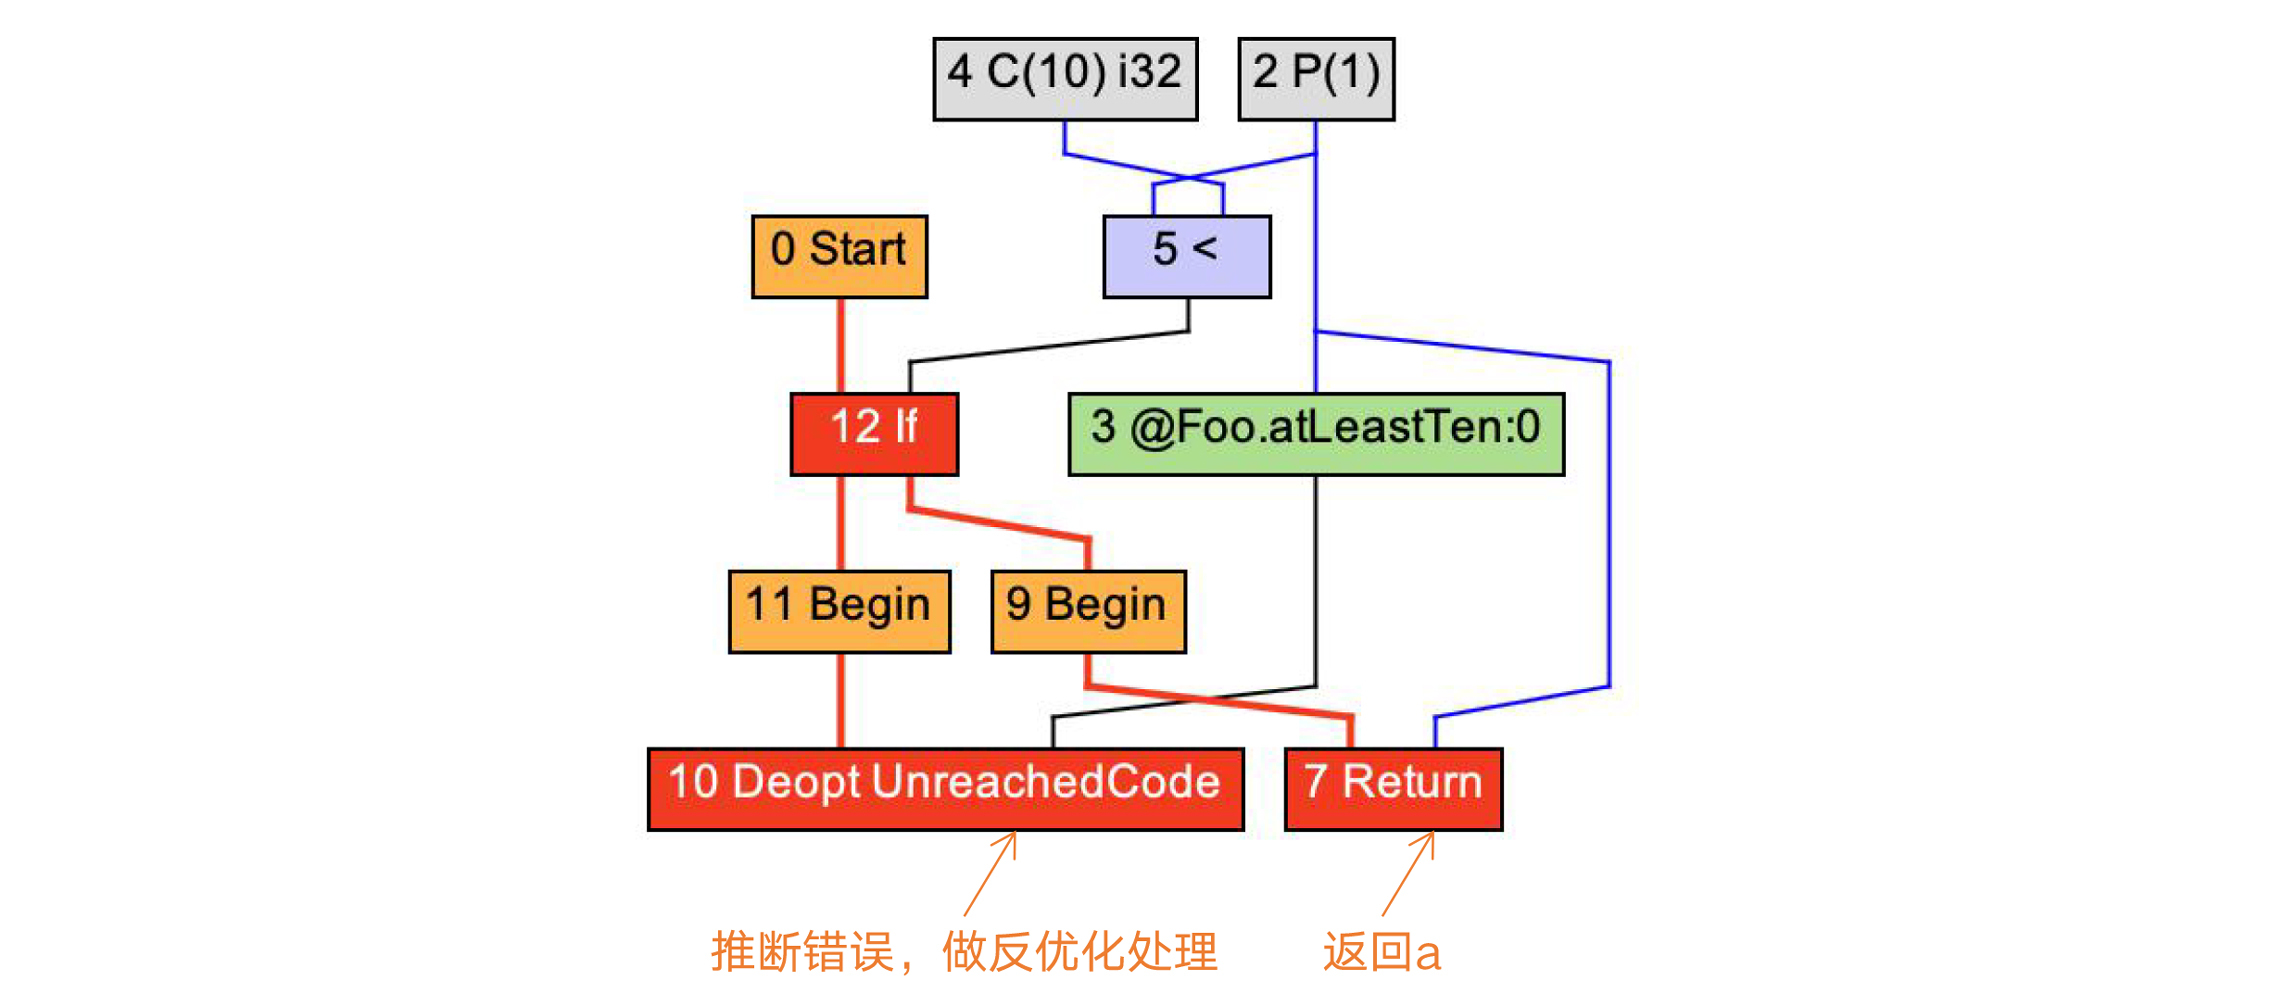 4 C(10) i32
2 P(1)
0 Start
5 <
12 If
3 @Foo.atLeastTen:0
11 Begin
9 Begin
10 Deopt UnreachedCode
7 Return
推断错误，做反优化处理
返回a